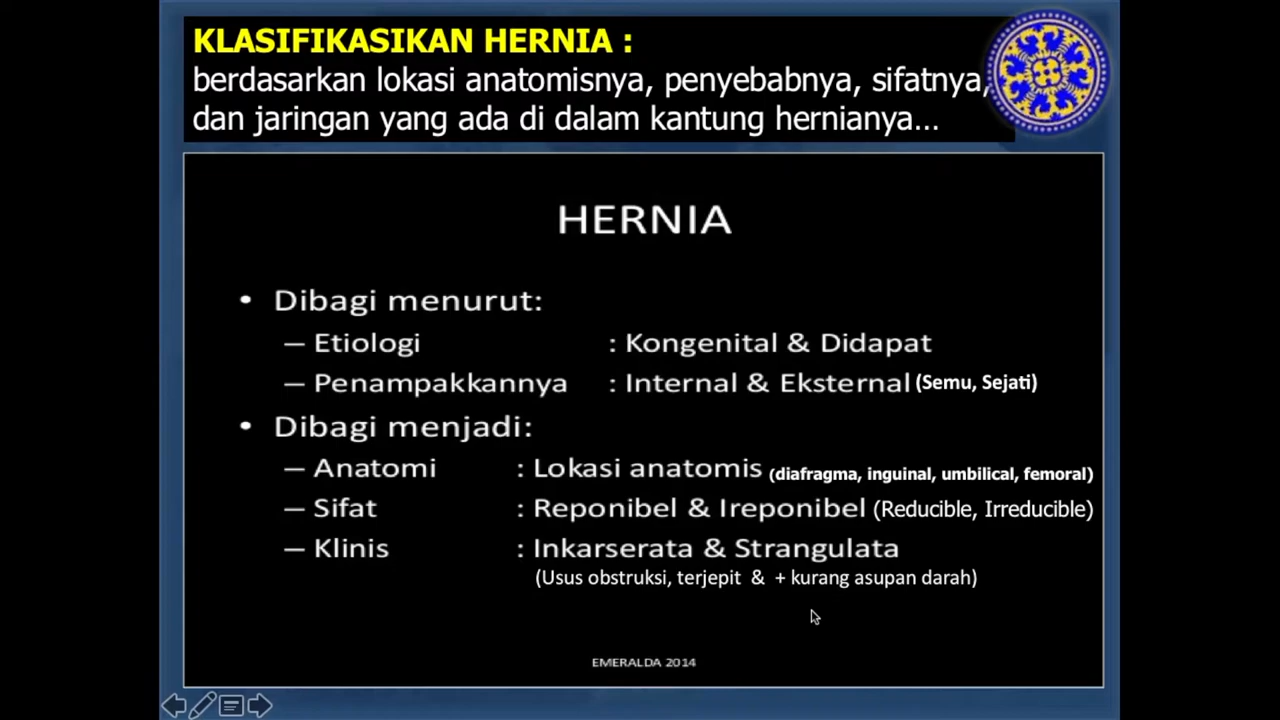 KLASIFIKASIKAN HERNIA :
berdasarkan lokasi anatomisnya, penyebabnya, sifatnya,
dan jaringan yang ada di dalam kantung hernianya...
HERNIA
• Dibagi menurut:
– Etiologi : Kongenital & Didapat
– Penampakkannya : Internal & Eksternal (Semu, Sejati)
• Dibagi menjadi:
– Anatomi : Lokasi anatomis (diafragma, inguinal, umbilical, femoral)
– Sifat : Reponibel & Ireponibel (Reducible, Irreducible)
– Klinis : Inkarserata & Strangulata
(Usus obstruksi, terjepit & + kurang asupan darah)
EMERALDA 2014